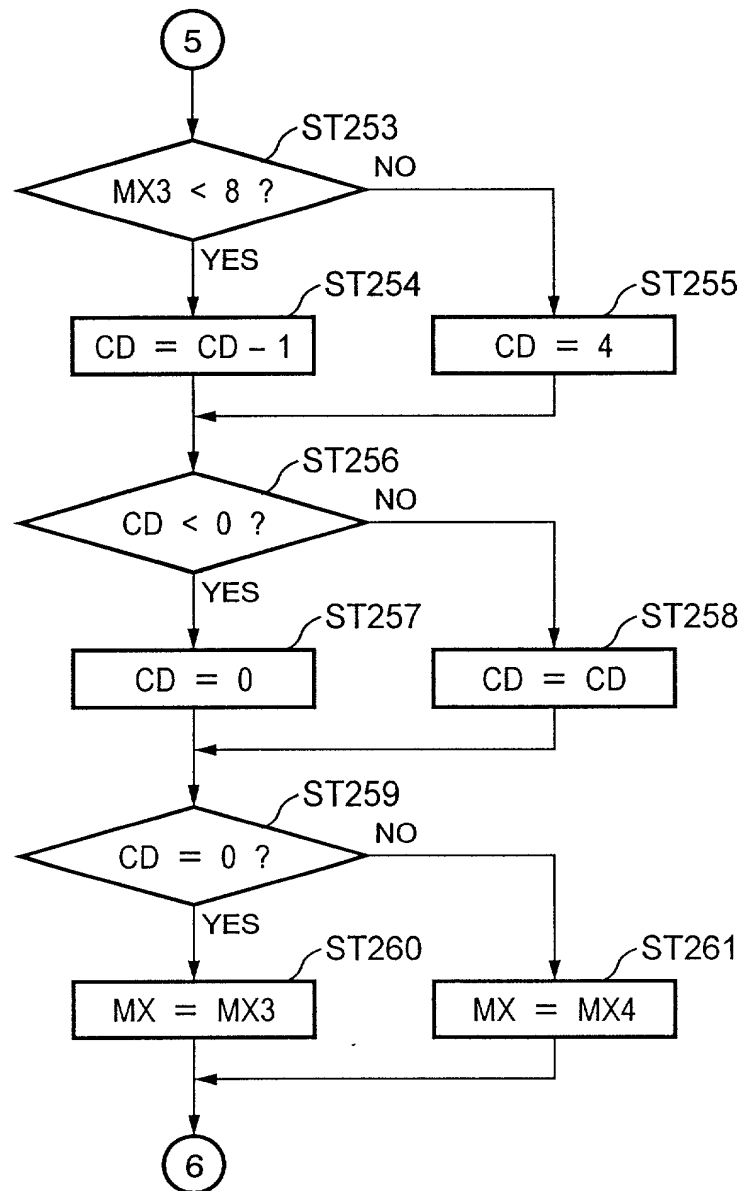 5
ST253
MX3 < 8 ?
NO
YES
ST254
ST255
CD = CD – 1
CD = 4
ST256
CD < 0 ?
NO
YES
ST257
ST258
CD = 0
CD = CD
ST259
CD = 0 ?
NO
YES
ST260
ST261
MX = MX3
MX = MX4
6